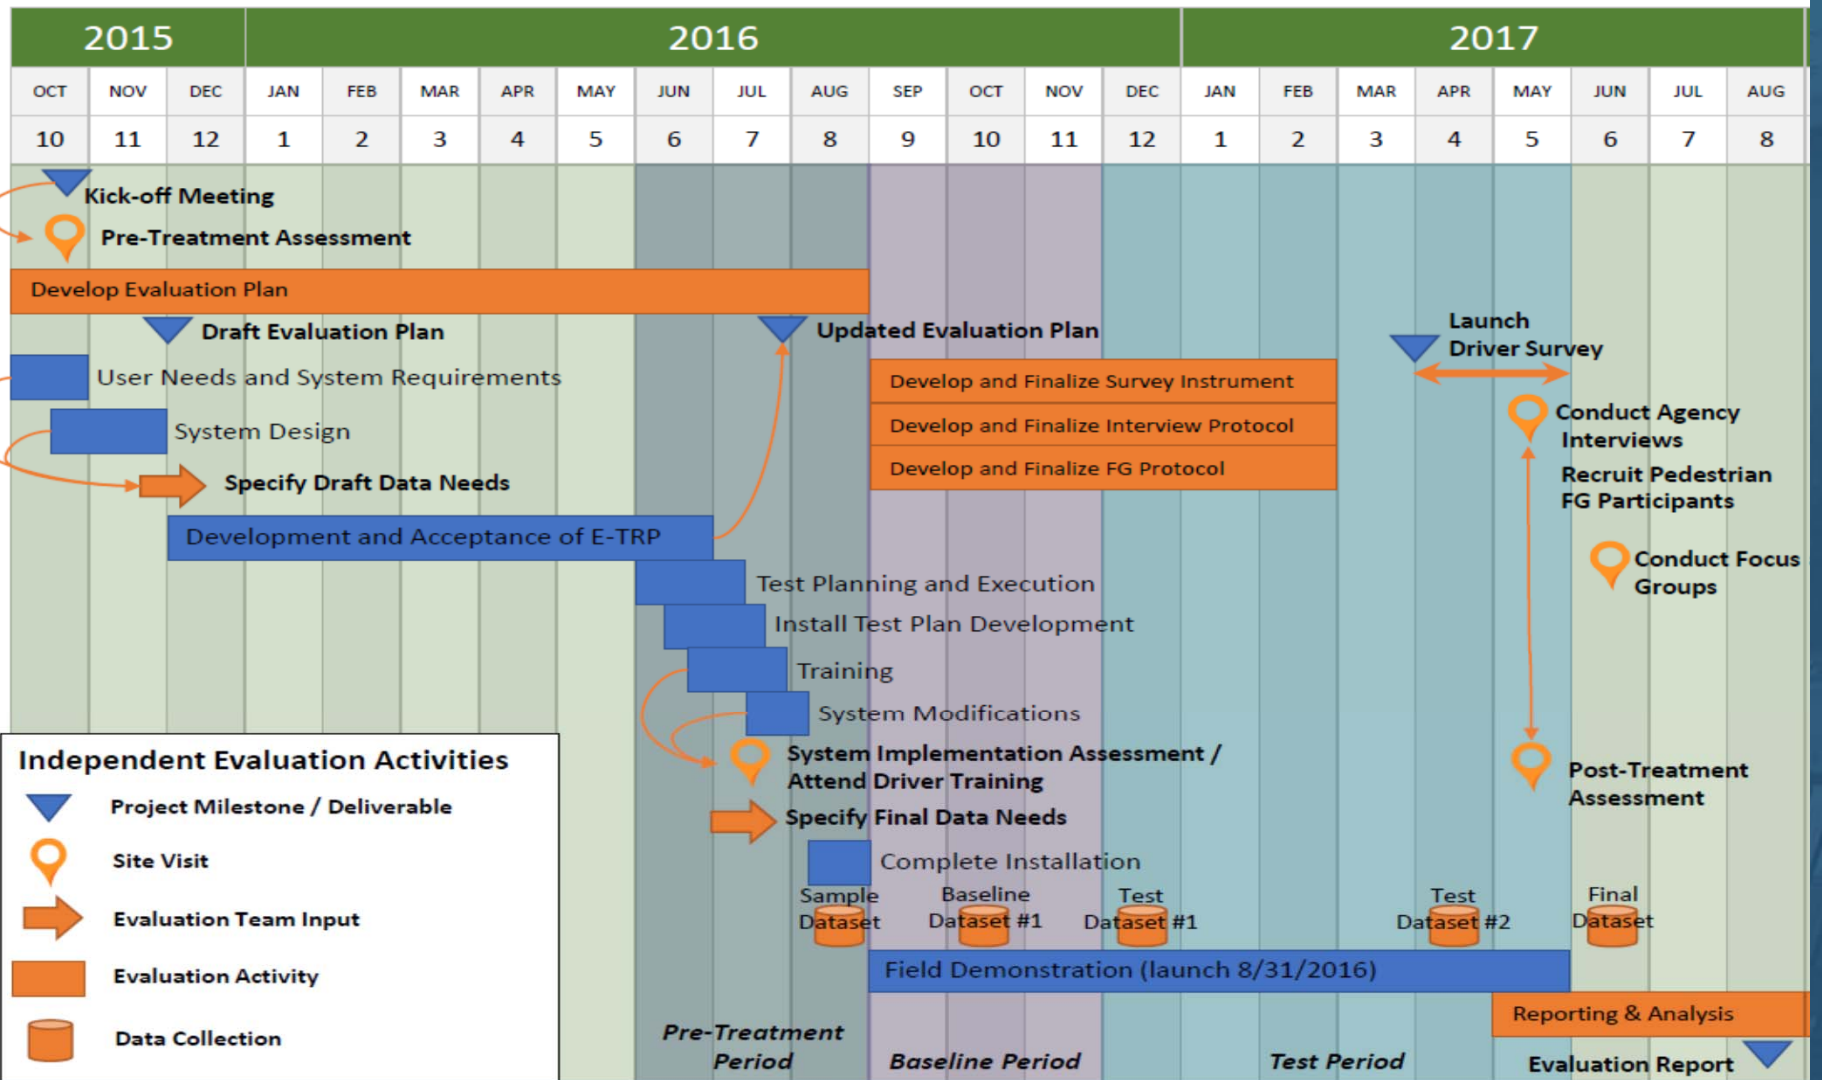 2015 2016 2017
OCT NOV DEC JAN FEB MAR APR MAY JUN JUL AUG SEP OCT NOV DEC JAN FEB MAR APR MAY JUN JUL AUG
10 11 12 1 2 3 4 5 6 7 8 9 10 11 12 1 2 3 4 5 6 7 8
Kick-off Meeting
Pre-Treatment Assessment
Develop Evaluation Plan
Draft Evaluation Plan
Updated Evaluation Plan
Launch
Driver Survey
User Needs and System Requirements
Develop and Finalize Survey Instrument
Develop and Finalize Interview Protocol
Develop and Finalize FG Protocol
Conduct Agency
Interviews
Recruit Pedestrian
FG Participants
System Design
Specify Draft Data Needs
Development and Acceptance of E-TRP
Conduct Focus
Groups
Test Planning and Execution
Install Test Plan Development
Training
System Modifications
System Implementation Assessment /
Attend Driver Training
Post-Treatment
Assessment
Specify Final Data Needs
Complete Installation
Sample
Dataset
Baseline
Dataset #1
Test
Dataset #1
Test
Dataset #2
Final
Dataset
Field Demonstration (launch 8/31/2016)
Reporting & Analysis
Evaluation Report
Pre-Treatment
Period
Baseline Period
Test Period
Independent Evaluation Activities
Project Milestone / Deliverable
Site Visit
Evaluation Team Input
Evaluation Activity
Data Collection